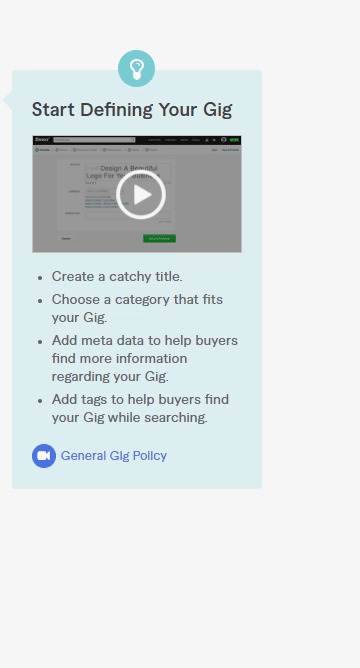 Start Defining Your Gig
Design A Beautiful
Logo For Your Business
Create a catchy title.
Choose a category that fits
your Gig.
Add meta data to help buyers
find more information
regarding your Gig.
Add tags to help buyers find
your Gig while searching.
General Gig Policy